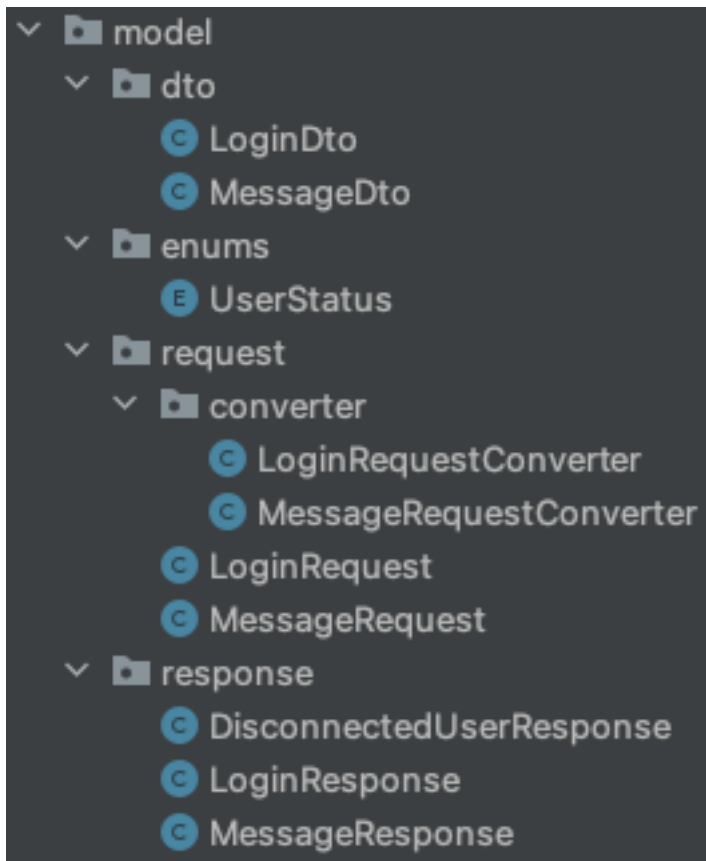 model
dto
C LoginDto
C MessageDto
enums
E UserStatus
request
converter
C LoginRequestConverter
C MessageRequestConverter
C LoginRequest
C MessageRequest
response
C DisconnectedUserResponse
C LoginResponse
C MessageResponse